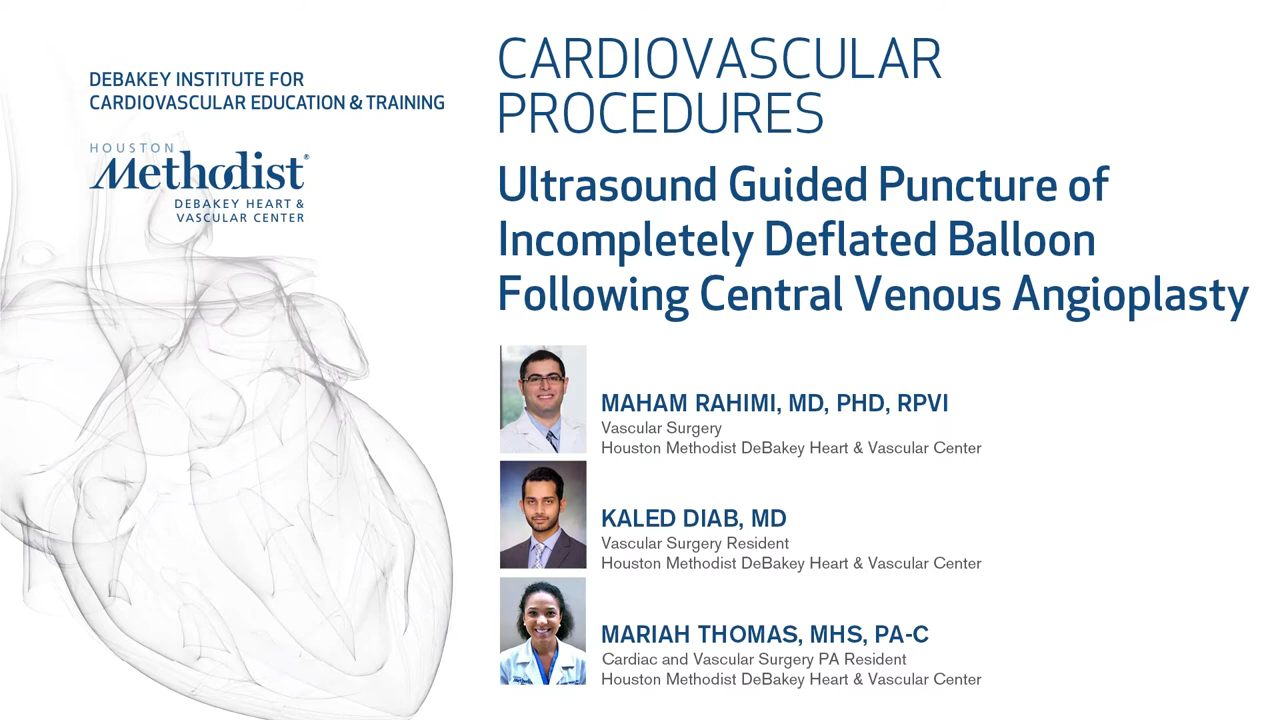 DEBAKEY INSTITUTE FOR
CARDIOVASCULAR EDUCATION & TRAINING
HOUSTON
Methodist®
DEBAKEY HEART &
VASCULAR CENTER
CARDIOVASCULAR
PROCEDURES
Ultrasound Guided Puncture of
Incompletely Deflated Balloon
Following Central Venous Angioplasty
MAHAM RAHIMI, MD, PHD, RPVI
Vascular Surgery
Houston Methodist DeBakey Heart & Vascular Center
KALED DIAB, MD
Vascular Surgery Resident
Houston Methodist DeBakey Heart & Vascular Center
MARIAH THOMAS, MHS, PA-C
Cardiac and Vascular Surgery PA Resident
Houston Methodist DeBakey Heart & Vascular Center